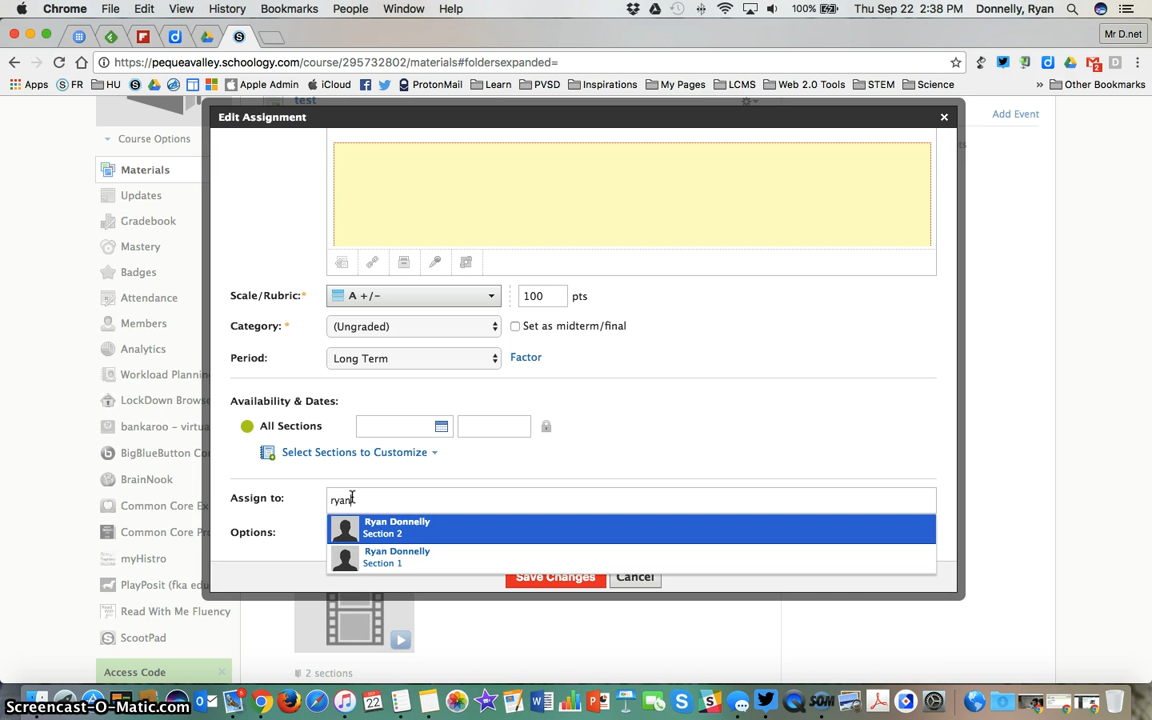 Chrome File Edit View History Bookmarks People Window Help 100% Thu Sep 22 2:38 PM Donnelly, Ryan
Mr D.net
https://pequeavalley.schoology.com/course/295732802/materials#foldersexpanded=
Apps FR HU Apple Admin iCloud ProtonMail Learn PVSD Inspirations My Pages LCMS Web 2.0 Tools STEM Science » Other Bookmarks
test
Edit Assignment
Add Event
Course Options
Materials
Updates
Gradebook
Mastery
Badges
Attendance
Members
Analytics
Workload Planning
LockDown Brows
bankaroo - virtua
BigBlueButton Co
BrainNook
Common Core Ex
Common Core Pr
myHistro
PlayPosit (fka edu
Read With Me Fluency
ScootPad
Access Code
Scale/Rubric:* A +/- 100 pts
Category: * (Ungraded) Set as midterm/final
Period: Long Term Factor
Availability & Dates:
All Sections
Select Sections to Customize
Assign to: ryan
Ryan Donnelly
Section 2
Options:
Ryan Donnelly
Section 1
Save Changes Cancel
2 sections
Screencast-O-Matic.com